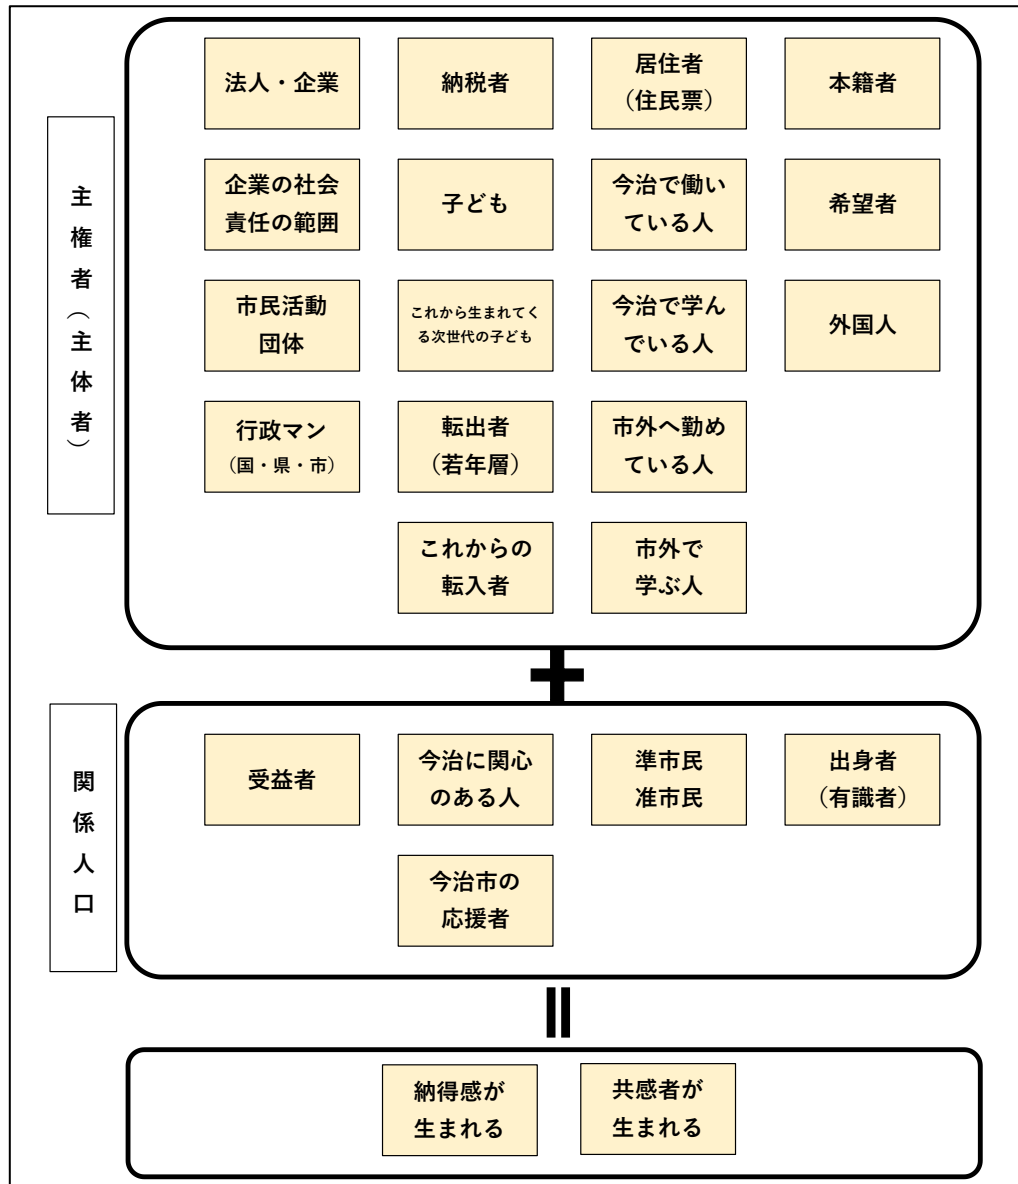 主権者（主体者）
法人・企業
納税者
居住者
（住民票）
本籍者
企業の社会
責任の範囲
子ども
今治で働い
ている人
希望者
市民活動
団体
これから生まれてく
る次世代の子ども
今治で学ん
でいる人
外国人
行政マン
（国・県・市）
転出者
（若年層）
市外へ勤め
ている人
これからの
転入者
市外で
学ぶ人
＋
関係人口
受益者
今治に関心
のある人
準市民
准市民
出身者
（有識者）
今治市の
応援者
＝
納得感が
生まれる
共感者が
生まれる